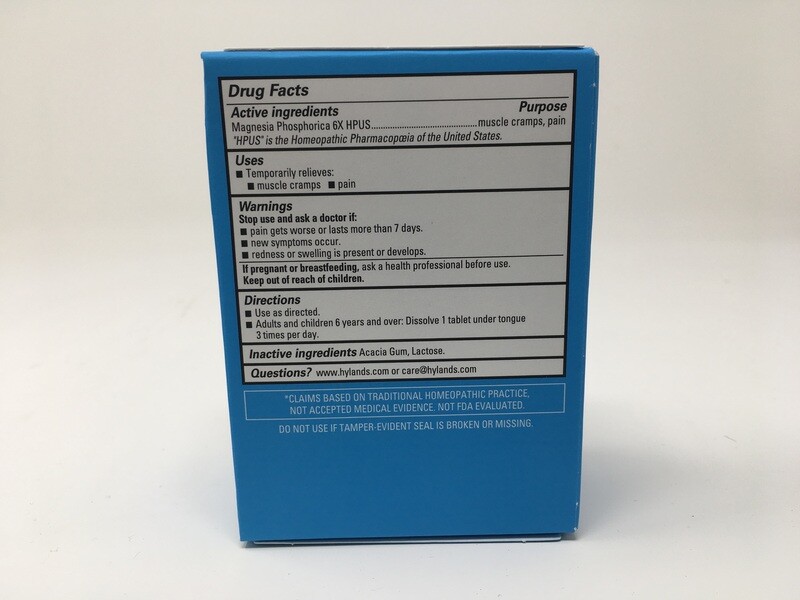 Drug Facts
Active ingredients Purpose
Magnesia Phosphorica 6X HPUS..............................................muscle cramps, pain
"HPUS" is the Homeopathic Pharmacopœia of the United States.
Uses
■ Temporarily relieves:
■ muscle cramps ■ pain
Warnings
Stop use and ask a doctor if:
■ pain gets worse or lasts more than 7 days.
■ new symptoms occur.
■ redness or swelling is present or develops.
If pregnant or breastfeeding, ask a health professional before use.
Keep out of reach of children.
Directions
■ Use as directed.
■ Adults and children 6 years and over: Dissolve 1 tablet under tongue
3 times per day.
Inactive ingredients Acacia Gum, Lactose.
Questions? www.hylands.com or care@hylands.com
*CLAIMS BASED ON TRADITIONAL HOMEOPATHIC PRACTICE,
NOT ACCEPTED MEDICAL EVIDENCE. NOT FDA EVALUATED.
DO NOT USE IF TAMPER-EVIDENT SEAL IS BROKEN OR MISSING.